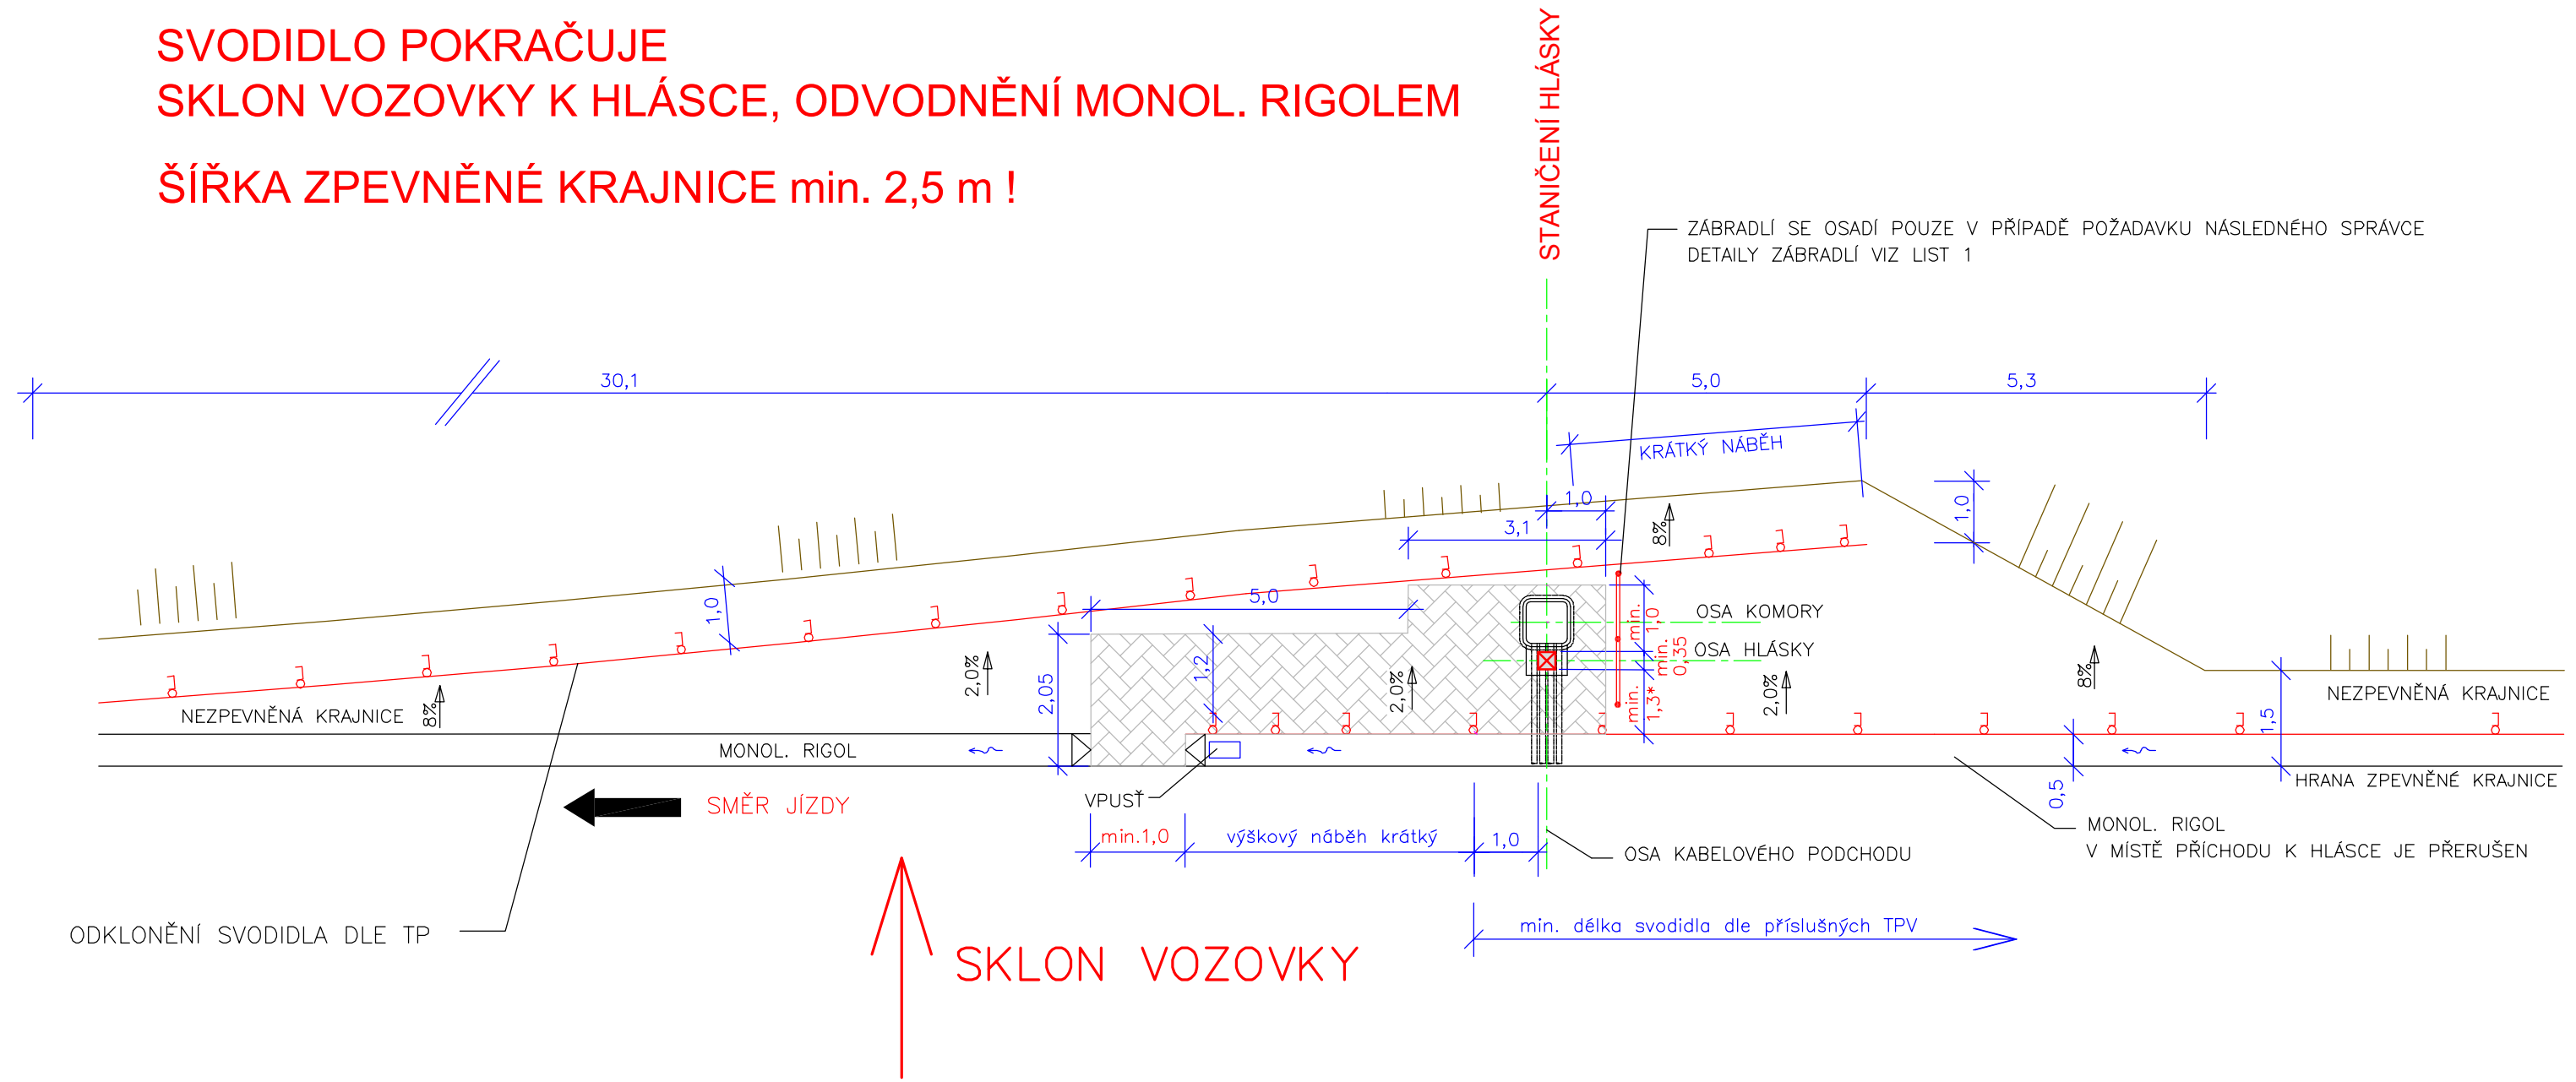 SVODIDLO POKRAČUJE
SKLON VOZOVKY K HLÁSCE, ODVODNĚNÍ MONOL. RIGOLEM
ŠÍŘKA ZPEVNĚNÉ KRAJNICE min. 2,5 m !
STANIČENÍ HLÁSKY
ZÁBRADLÍ SE OSADÍ POUZE V PŘÍPADĚ POŽADAVKU NÁSLEDNÉHO SPRÁVCE
DETAILY ZÁBRADLÍ VIZ LIST 1
30,1
5,0
5,3
KRÁTKÝ NÁBĚH
1,0
3,1
8%
1,0
1,0
5,0
min.
1,0
OSA KOMORY
OSA HLÁSKY
min.
0,35
min.
1,3*
1,2
2,05
2,0%
2,0%
2,0%
8%
8%
NEZPEVNĚNÁ KRAJNICE
NEZPEVNĚNÁ KRAJNICE
1,5
MONOL. RIGOL
HRANA ZPEVNĚNÉ KRAJNICE
0,5
VPUSŤ
SMĚR JÍZDY
min.1,0
výškový náběh krátký
1,0
OSA KABELOVÉHO PODCHODU
MONOL. RIGOL
V MÍSTĚ PŘÍCHODU K HLÁSCE JE PŘERUŠEN
ODKLONĚNÍ SVODIDLA DLE TP
min. délka svodidla dle příslušných TPV
SKLON VOZOVKY